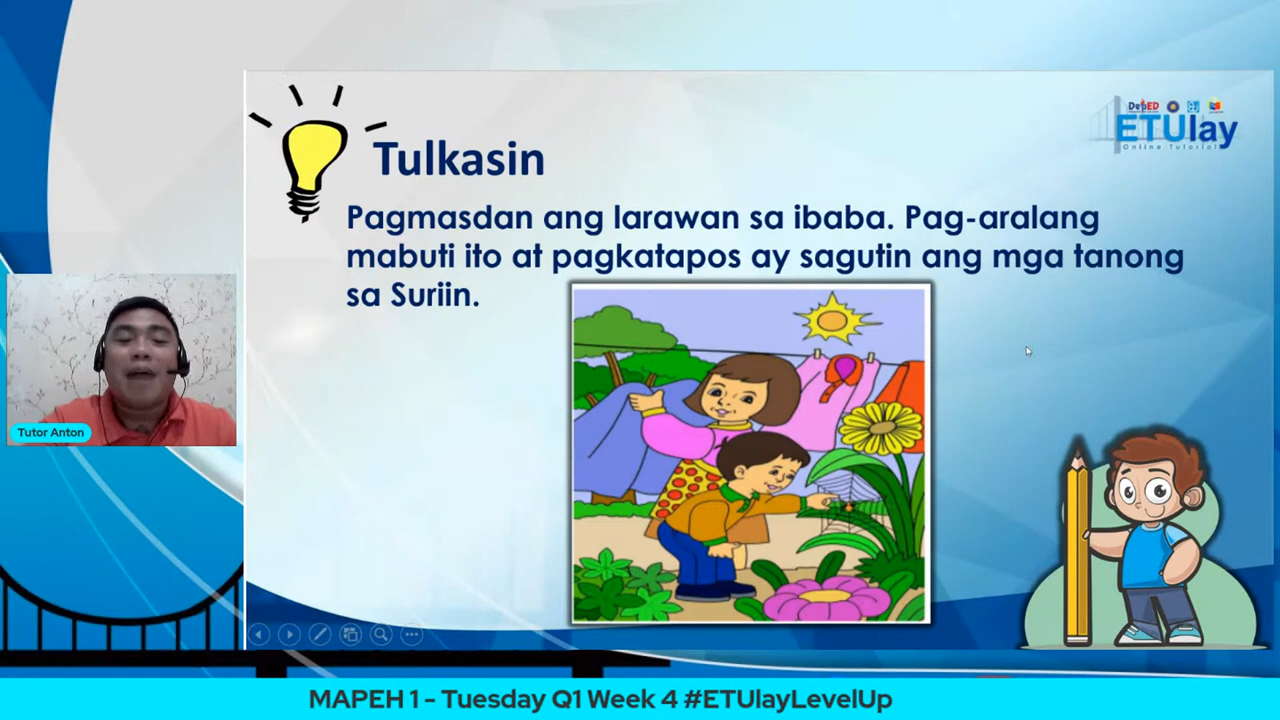 DepED
ETUlay
Online Tutorial
Tulkasin
Pagmasdan ang larawan sa ibaba. Pag-aralang
mabuti ito at pagkatapos ay sagutin ang mga tanong
sa Suriin.
Tutor Anton
MAPEH 1 - Tuesday Q1 Week 4 #ETUlayLevelUp